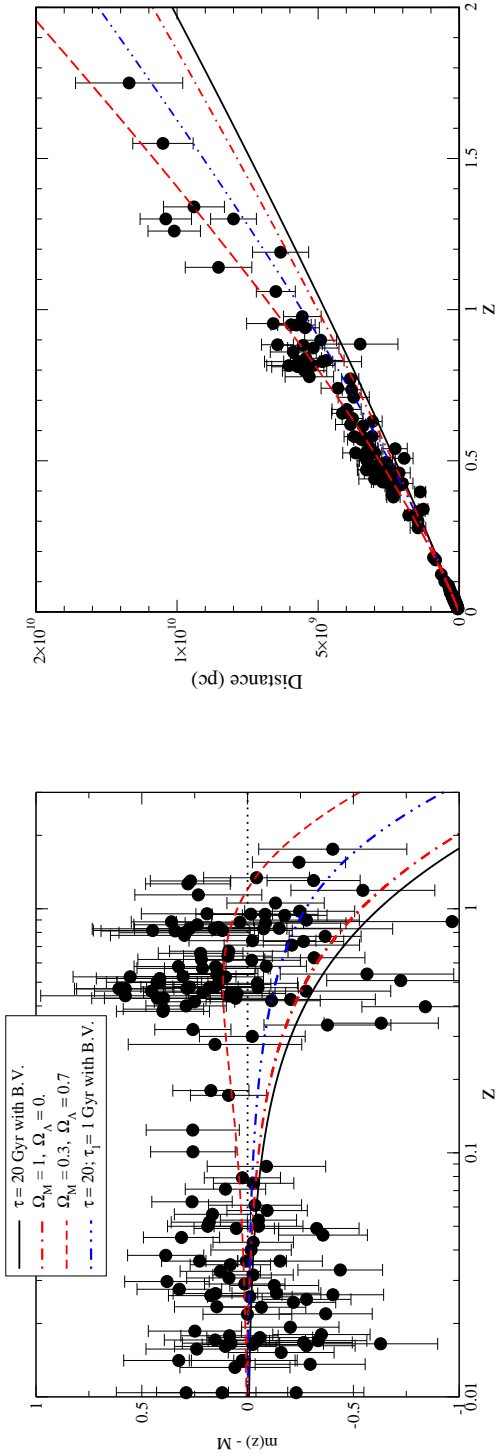 τ = 20 Gyr with B.V.
Ω_M = 1, Ω_Λ = 0.
Ω_M = 0.3, Ω_Λ = 0.7
τ = 20; τ_l = 1 Gyr with B.V.
1
0.5
0
-0.5
-1
m(z) - M
0.01
0.1
1
Z
2×10^10
1×10^10
5×10^9
0
Distance (pc)
0
0.5
1
1.5
2
Z